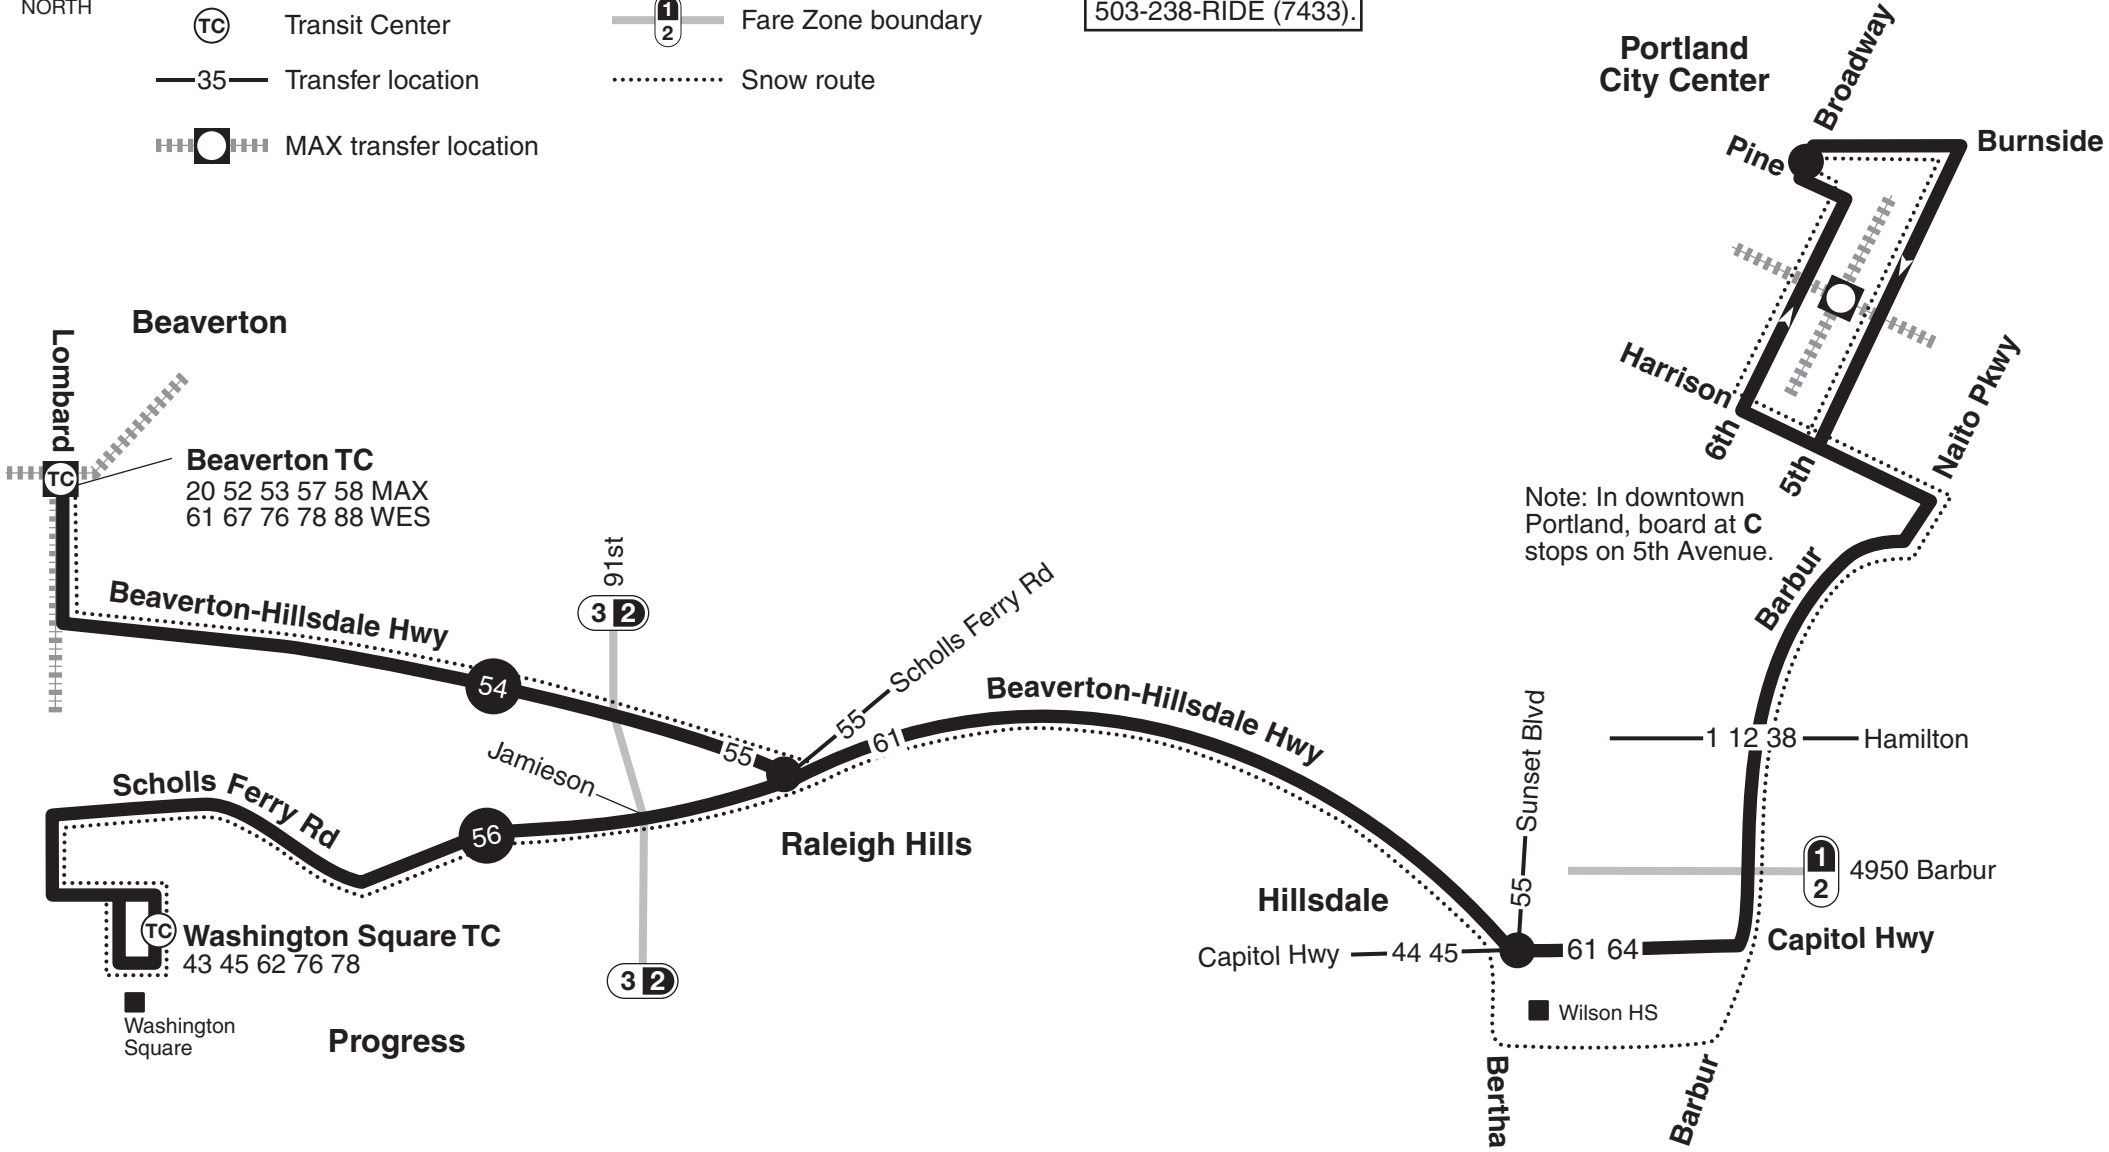 NORTH
TC Transit Center
35 Transfer location
MAX transfer location
1
2
Fare Zone boundary
Snow route
503-238-RIDE (7433).
Portland
City Center
Broadway
Pine
Burnside
Harrison
6th
5th
Naito Pkwy
Note: In downtown
Portland, board at C
stops on 5th Avenue.
Beaverton
Lombard
TC
Beaverton TC
20 52 53 57 58 MAX
61 67 76 78 88 WES
Beaverton-Hillsdale Hwy
54
91st
3 2
55
55
Scholls Ferry Rd
61
Beaverton-Hillsdale Hwy
Jamieson
Scholls Ferry Rd
56
Raleigh Hills
TC
Washington Square TC
43 45 62 76 78
Washington
Square
Progress
3 2
Barbur
1 12 38 Hamilton
Sunset Blvd
55
1
2
4950 Barbur
Hillsdale
Capitol Hwy 44 45
61 64
Capitol Hwy
Wilson HS
Bertha
Barbur